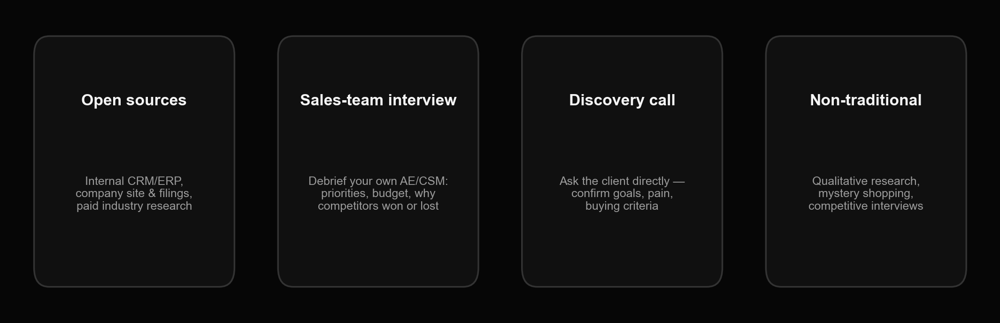 Open sources
Internal CRM/ERP,
company site & filings,
paid industry research
Sales-team interview
Debrief your own AE/CSM:
priorities, budget, why
competitors won or lost
Discovery call
Ask the client directly —
confirm goals, pain,
buying criteria
Non-traditional
Qualitative research,
mystery shopping,
competitive interviews